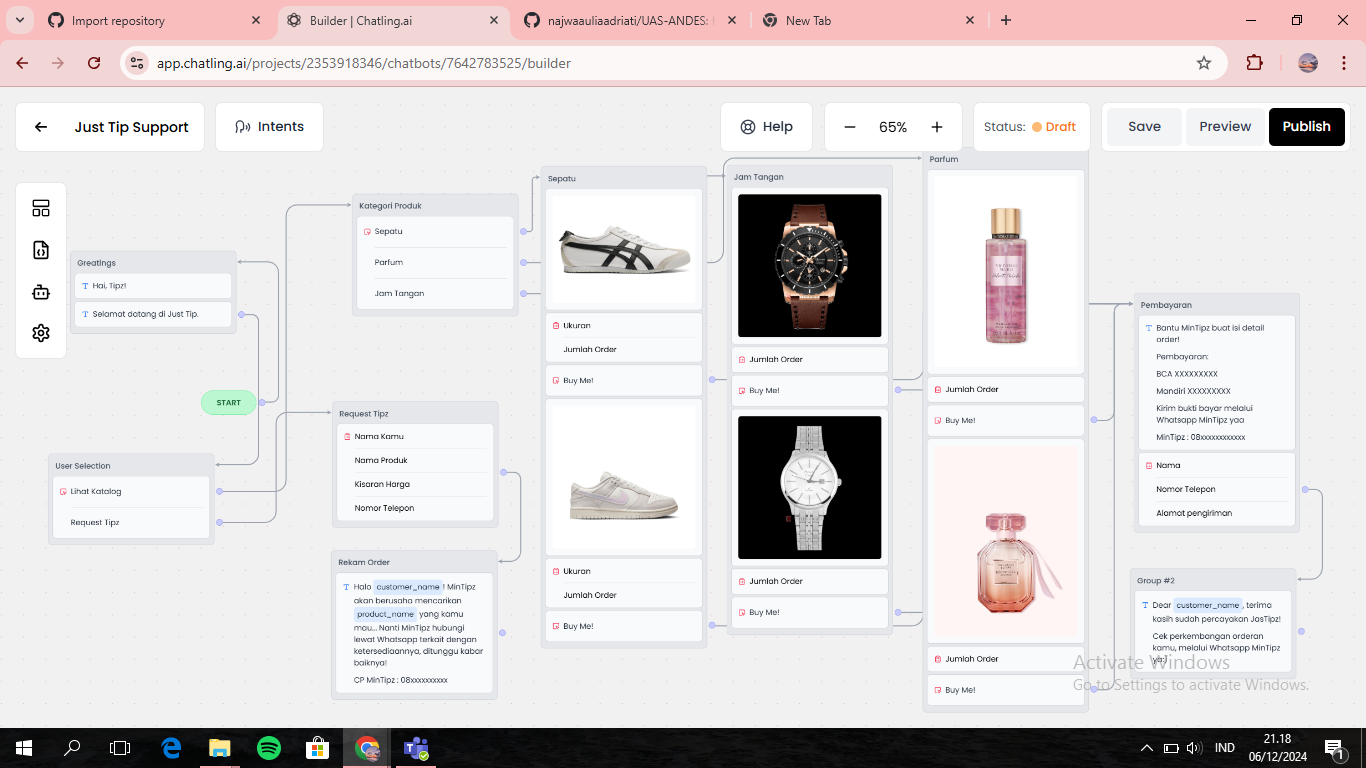 Import repository
Builder | Chatling.ai
najwaauliaadriati/UAS-ANDES:
New Tab
app.chatling.ai/projects/2353918346/chatbots/7642783525/builder
Just Tip Support
Intents
Help
65%
Status: Draft
Save
Preview
Publish
Greatings
Hai, Tipz!
Selamat datang di Just Tip.
START
User Selection
Lihat Katalog
Request Tipz
Kategori Produk
Sepatu
Parfum
Jam Tangan
Request Tipz
Nama Kamu
Nama Produk
Kisaran Harga
Nomor Telepon
Rekam Order
Halo customer_name ! MinTipz
akan berusaha mencarikan
product_name yang kamu
mau... Nanti MinTipz hubungi
lewat Whatsapp terkait dengan
ketersediaannya, ditunggu kabar
baiknya!
CP MinTipz : 08xxxxxxxxxx
Sepatu
Ukuran
Jumlah Order
Buy Me!
Ukuran
Jumlah Order
Buy Me!
Jam Tangan
Jumlah Order
Buy Me!
Jumlah Order
Buy Me!
Parfum
Jumlah Order
Buy Me!
Jumlah Order
Buy Me!
Pembayaran
Bantu MinTipz buat isi detail
order!
Pembayaran:
BCA XXXXXXXXX
Mandiri XXXXXXXXX
Kirim bukti bayar melalui
Whatsapp MinTipz yaa
MinTipz : 08xxxxxxxxxxxx
Nama
Nomor Telepon
Alamat pengiriman
Group #2
Dear customer_name , terima
kasih sudah percayakan JasTipz!
Cek perkembangan orderan
kamu, melalui Whatsapp MinTipz
ya:)
Activate Windows
Go to Settings to activate Windows.
IND
21.18
06/12/2024
1